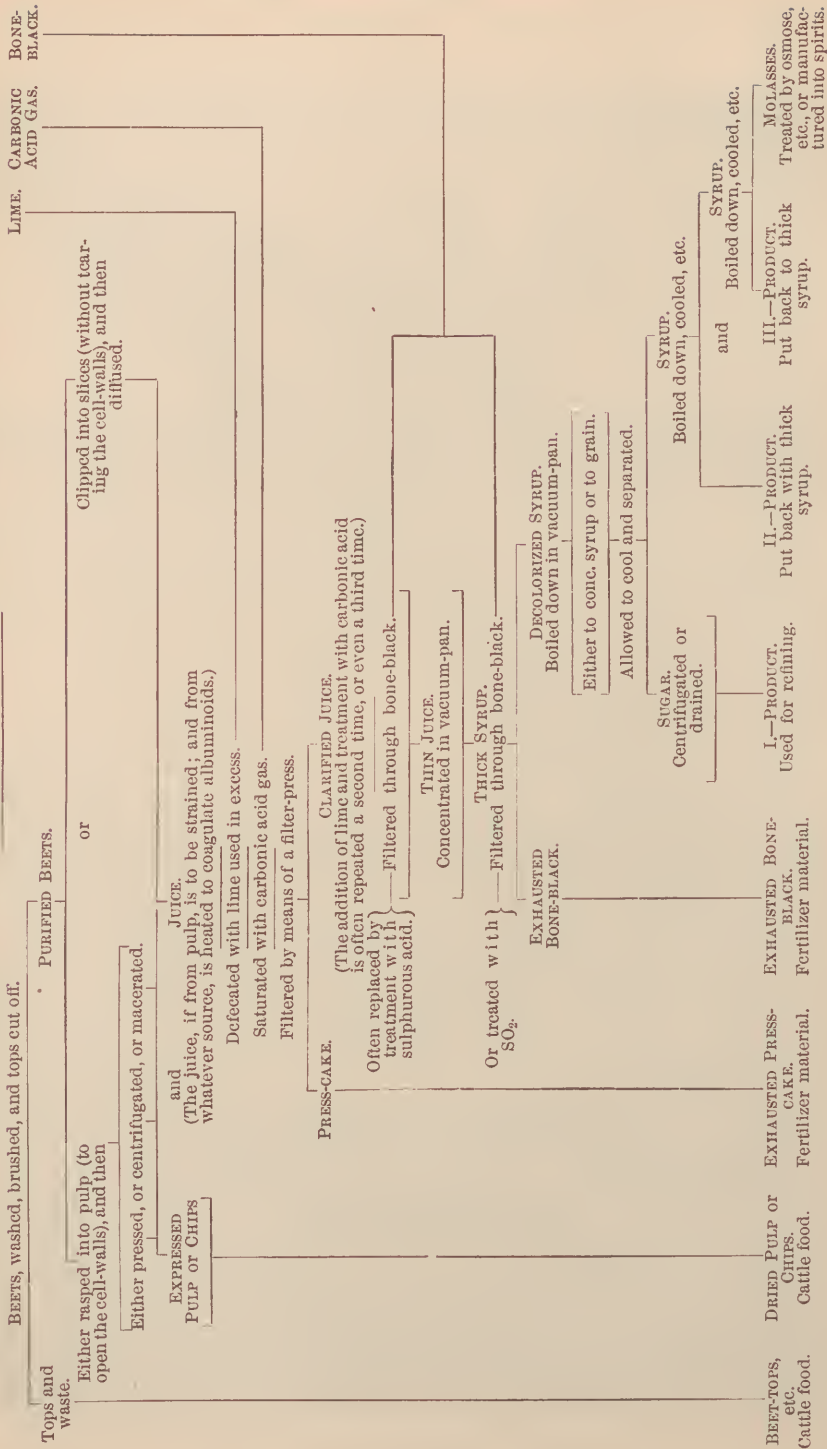 BEETS, washed, brushed, and tops cut off.
Tops and
waste.
PURIFIED BEETS.
LIME.
CARBONIC
ACID GAS.
BONE-
BLACK.
Either rasped into pulp (to
open the cell-walls), and then
or
Clipped into slices (without tear-
ing the cell-walls), and then
diffused.
Either pressed, or centrifugated, or macerated.
EXPRESSED
PULP or CHIPS
and
JUICE.
(The juice, if from pulp, is to be strained; and from
whatever source, is heated to coagulate albuminoids.)
Defecated with lime used in excess.
Saturated with carbonic acid gas.
Filtered by means of a filter-press.
PRESS-CAKE.
CLARIFIED JUICE.
(The addition of lime and treatment with carbonic acid
is often repeated a second time, or even a third time.)
Often replaced by
treatment with
sulphurous acid.
Filtered through bone-black.
THIN JUICE.
Concentrated in vacuum-pan.
THICK SYRUP.
Or treated with
SO₂.
Filtered through bone-black.
EXHAUSTED
BONE-BLACK.
DECOLORIZED SYRUP.
Boiled down in vacuum-pan.
Either to conc. syrup or to grain.
Allowed to cool and separated.
SUGAR.
Centrifugated or
drained.
SYRUP.
Boiled down, cooled, etc.
and
SYRUP.
Boiled down, cooled, etc.
BEET-TOPS,
etc.
Cattle food.
DRIED PULP or
CHIPS.
Cattle food.
EXHAUSTED PRESS-
CAKE.
Fertilizer material.
EXHAUSTED BONE-
BLACK.
Fertilizer material.
I.—PRODUCT.
Used for refining.
II.—PRODUCT.
Put back with thick
syrup.
III.—PRODUCT.
Put back to thick
syrup.
MOLASSES.
Treated by osmose,
etc., or manufac-
tured into spirits.